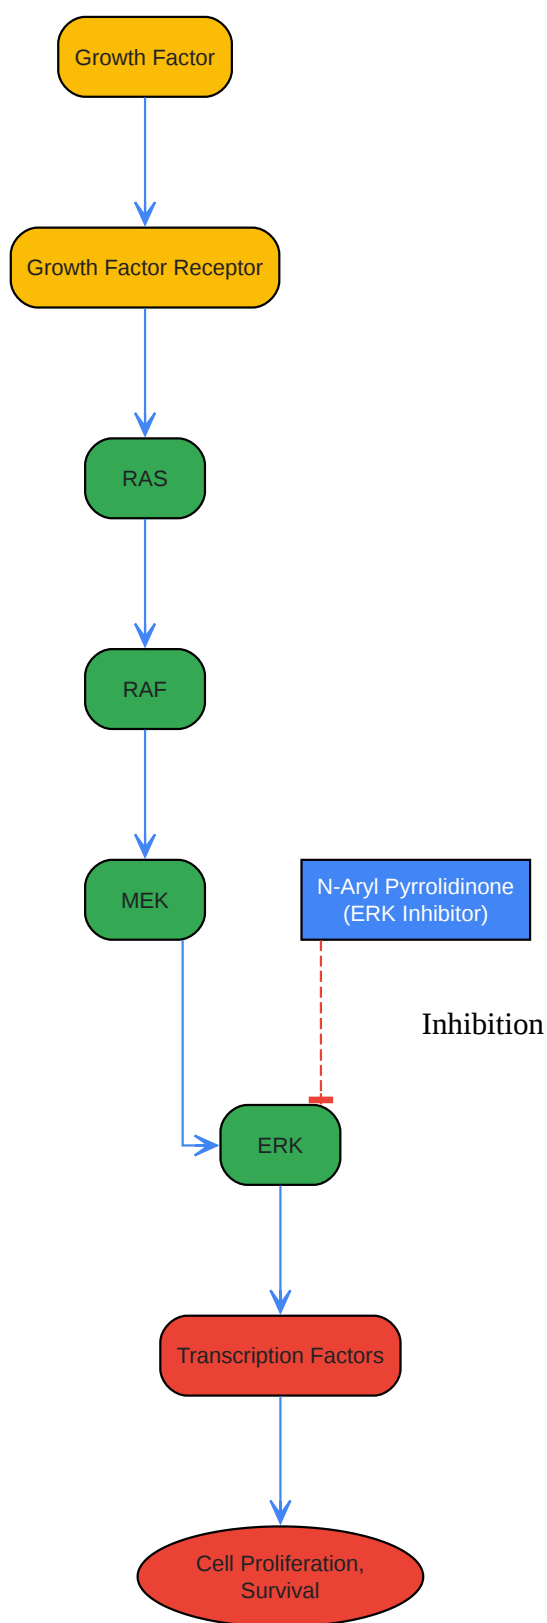 Growth Factor
Growth Factor Receptor
RAS
RAF
MEK
N-Aryl Pyrrolidinone
(ERK Inhibitor)
Inhibition
ERK
Transcription Factors
Cell Proliferation,
Survival